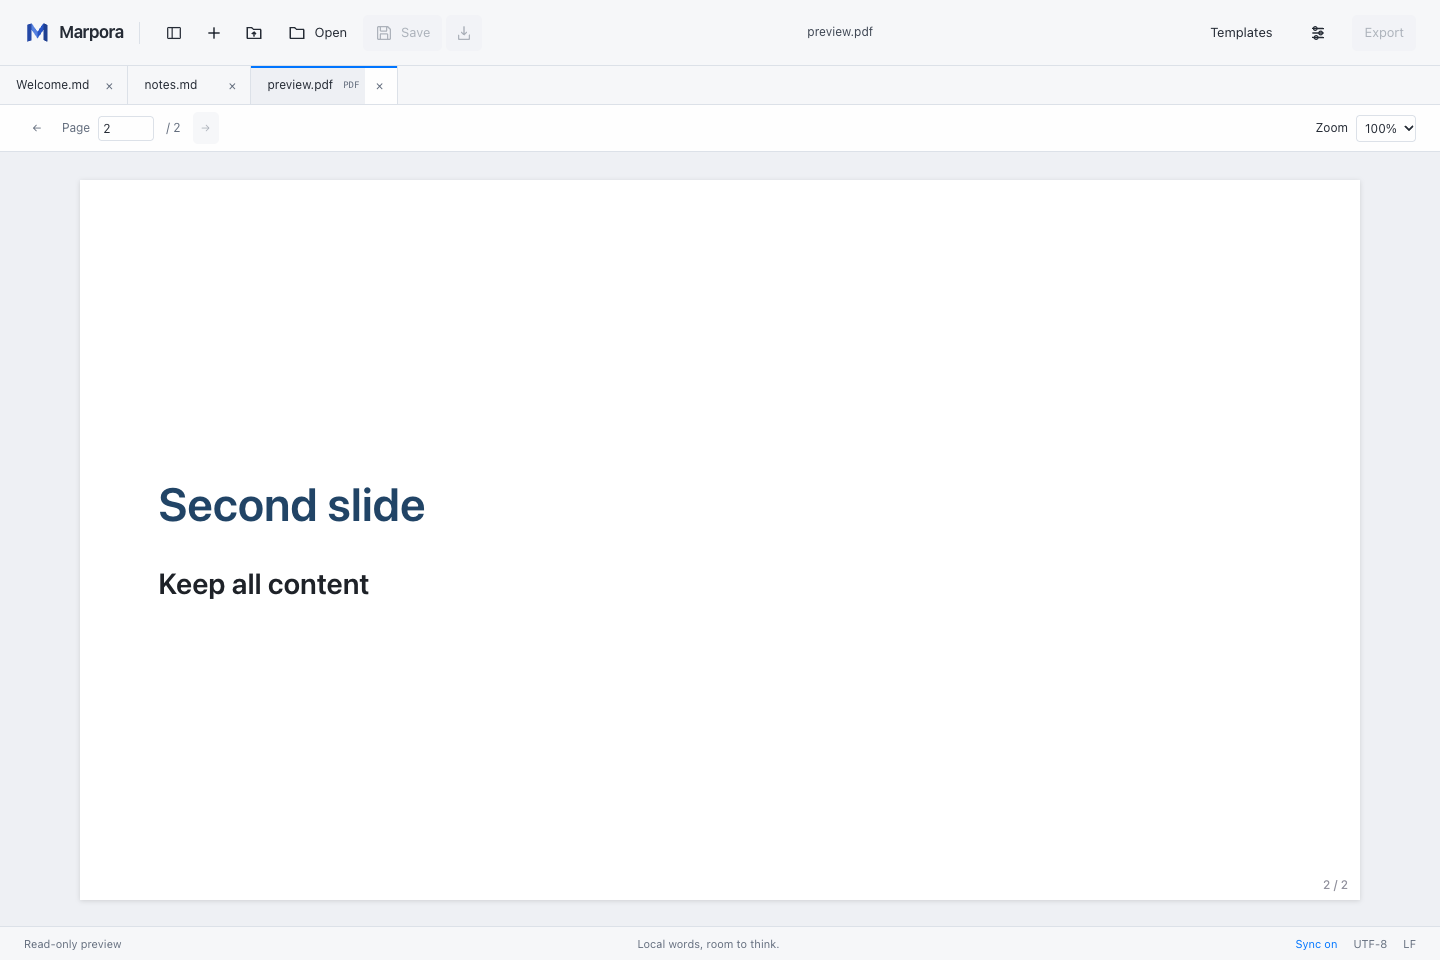 Marpora Open Save preview.pdf Templates Export
Welcome.md × notes.md × preview.pdf PDF ×
← Page 2 / 2 → Zoom 100%
Second slide
Keep all content
2 / 2
Read-only preview Local words, room to think. Sync on UTF-8 LF